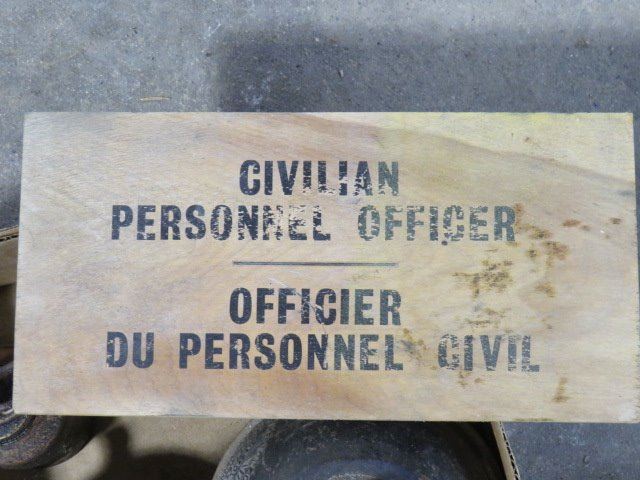 CIVILIAN
PERSONNEL OFFICER
OFFICIER
DU PERSONNEL CIVIL